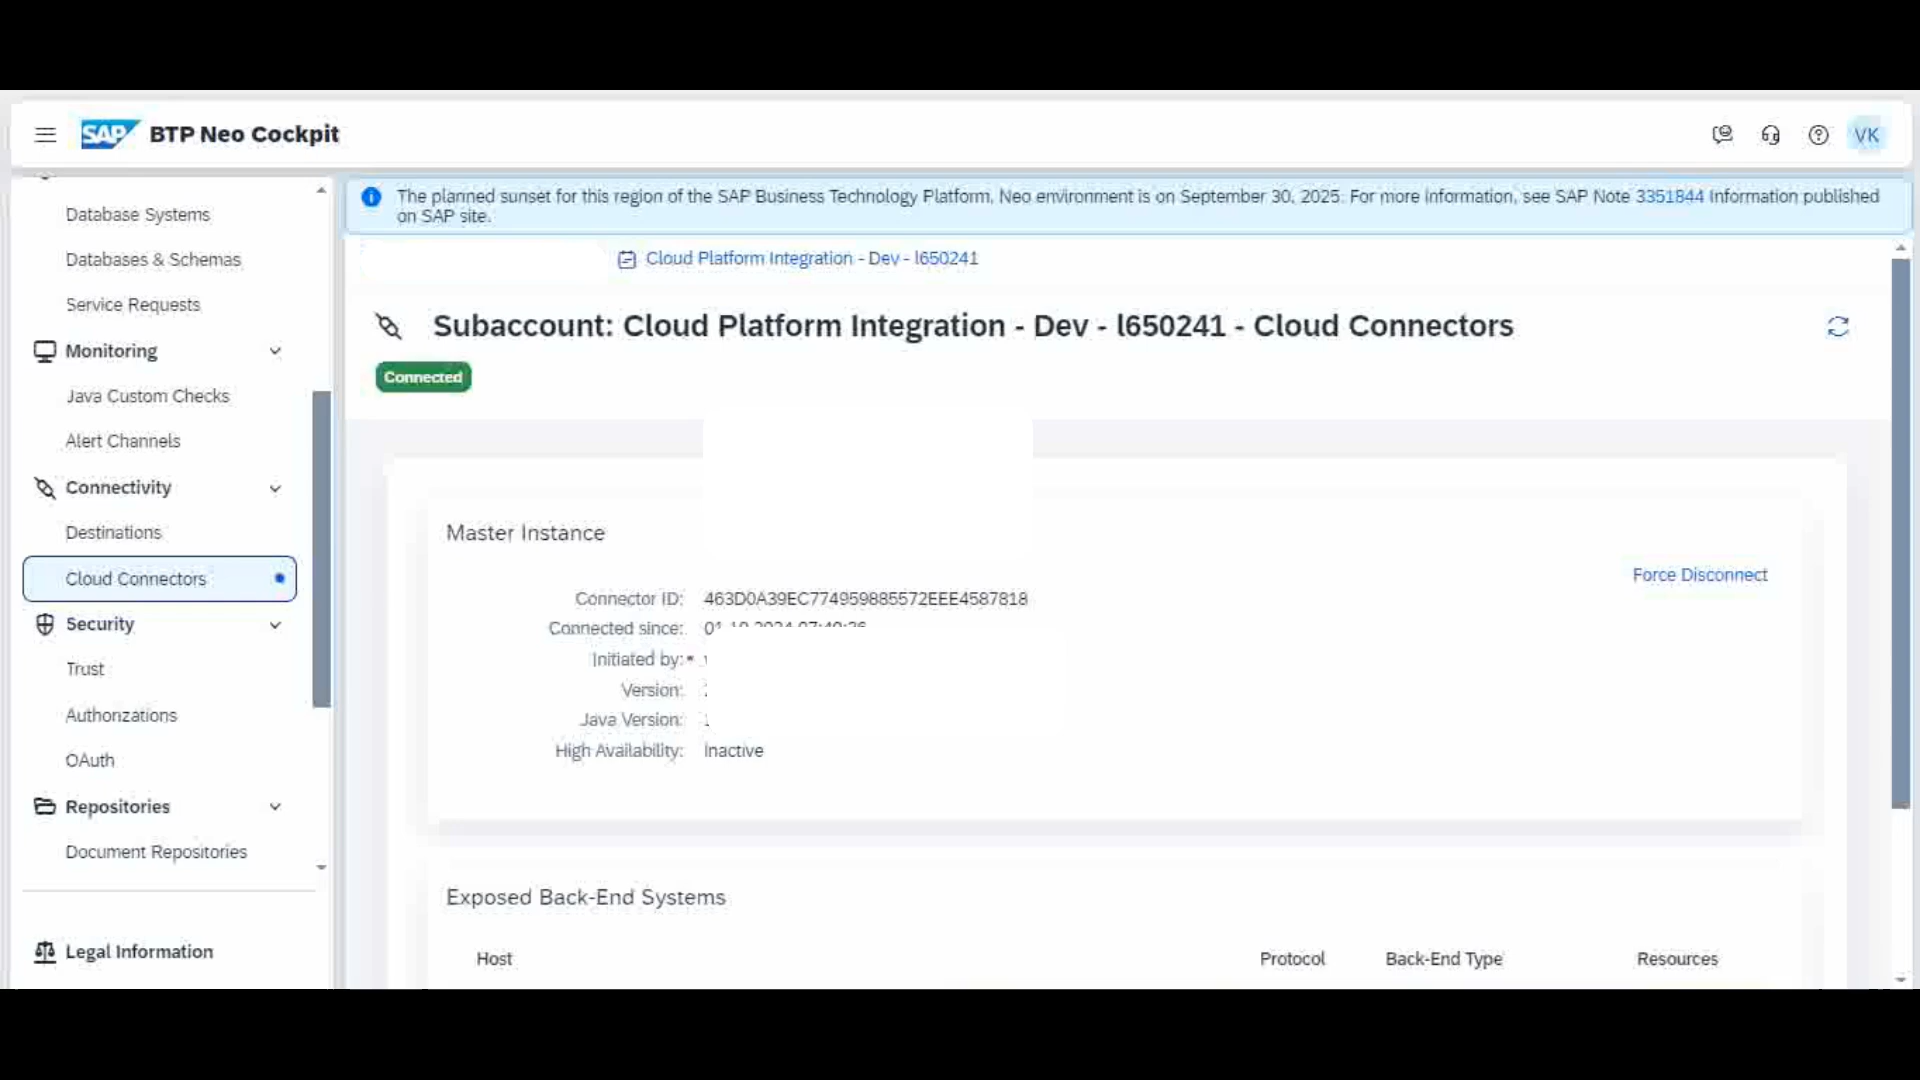 SAP BTP Neo Cockpit
VK
Database Systems
Databases & Schemas
Service Requests
Monitoring
Java Custom Checks
Alert Channels
Connectivity
Destinations
Cloud Connectors
Security
Trust
Authorizations
OAuth
Repositories
Document Repositories
Legal Information
The planned sunset for this region of the SAP Business Technology Platform, Neo environment is on September 30, 2025. For more information, see SAP Note 3351844 Information published
on SAP site.
Cloud Platform Integration - Dev - l650241
Subaccount: Cloud Platform Integration - Dev - l650241 - Cloud Connectors
Connected
Master Instance
Force Disconnect
Connector ID: 463D0A39EC774959885572EEE4587818
Connected since:
Initiated by:
Version:
Java Version:
High Availability: Inactive
Exposed Back-End Systems
Host Protocol Back-End Type Resources